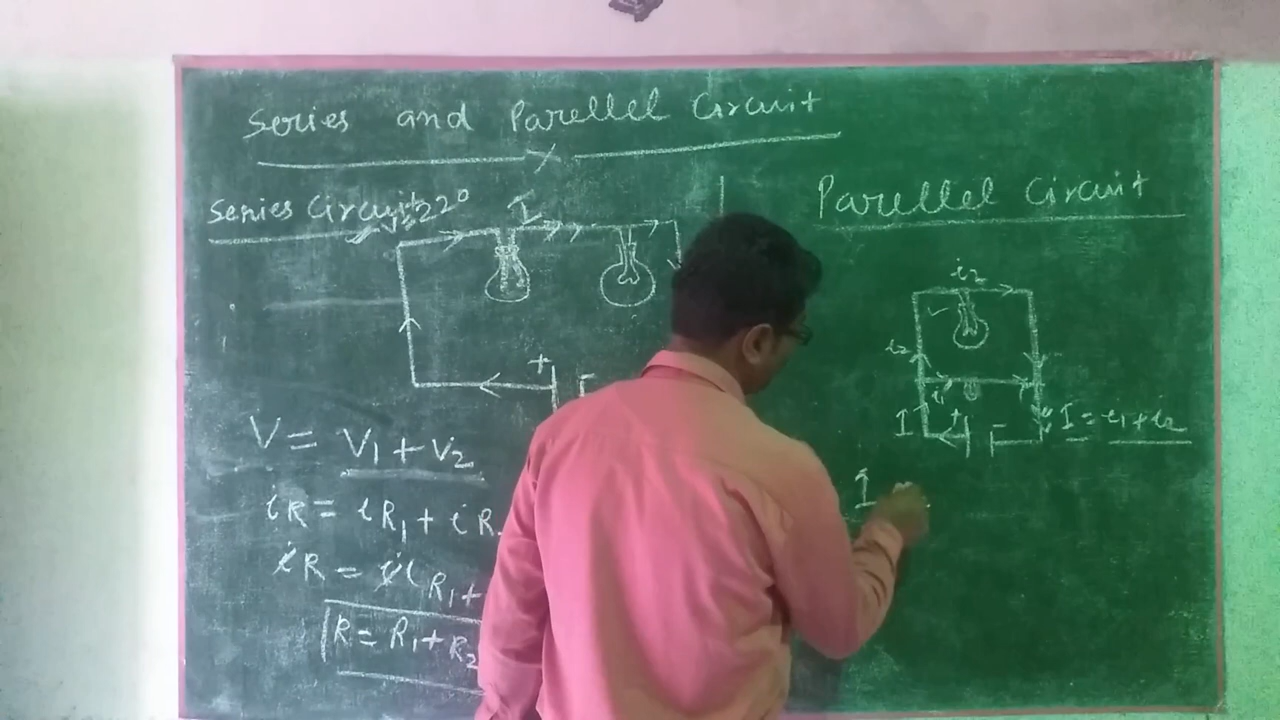 Series and Parellel Circuit
Series Circuit
I
+
V = V1 + V2
iR = iR1 + iR
iR = i(R1 +
R = R1 + R2
Parellel Circuit
i2
i2
i1
I
+ -
I = i1 + i2
I